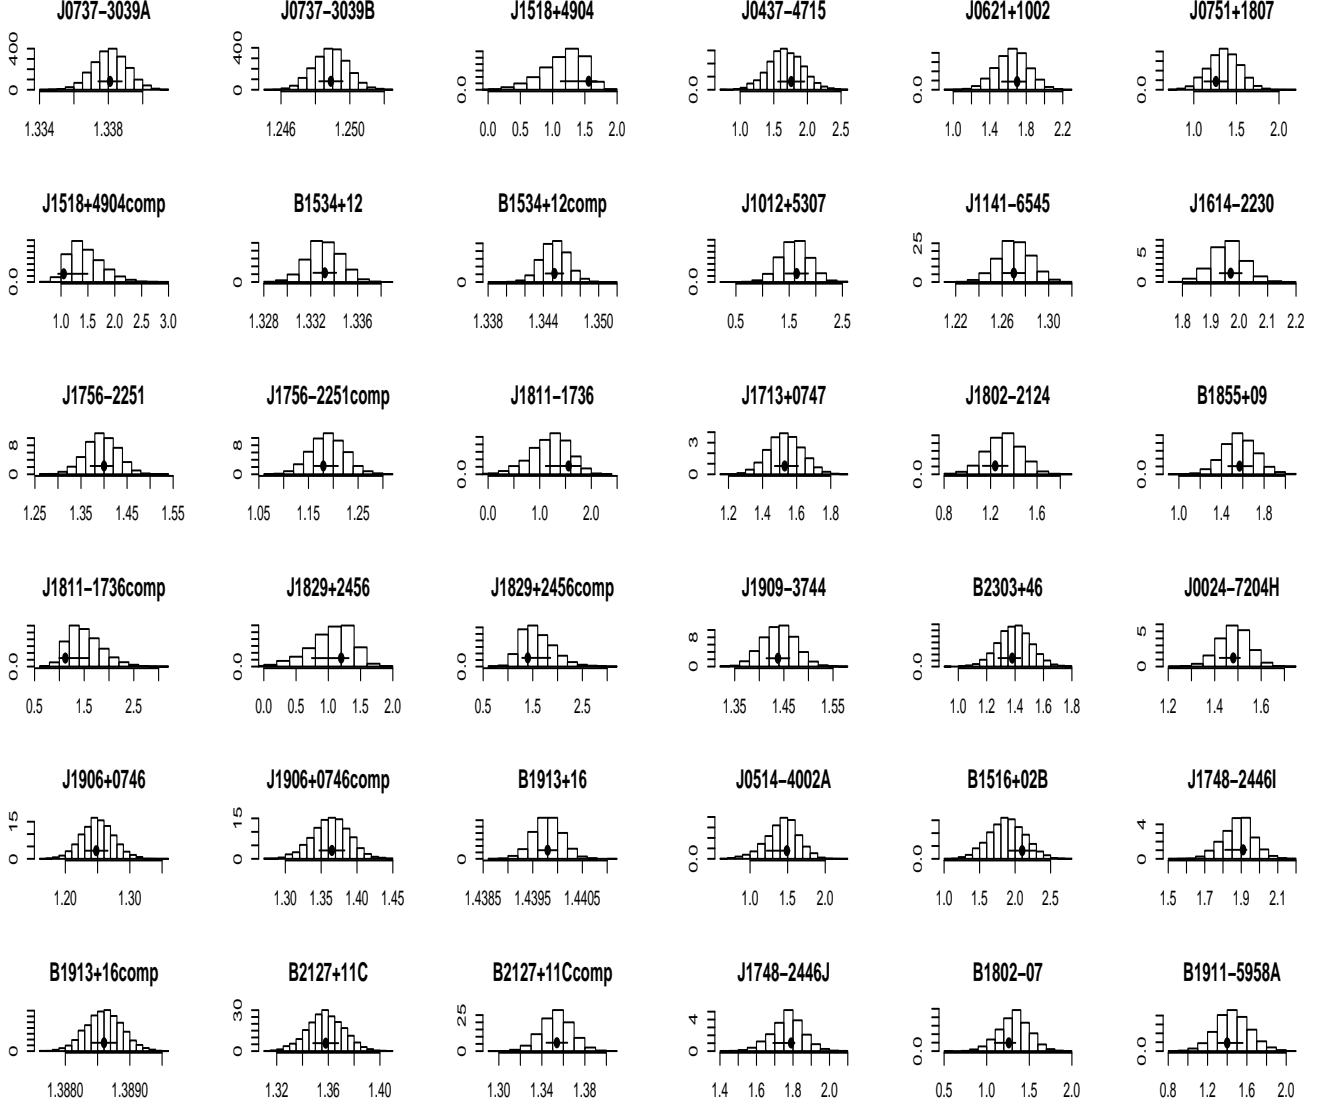 J0737−3039A J0737−3039B J1518+4904 J0437−4715 J0621+1002 J0751+1807
0 400 0 400 0.0 0.0 0.0 0.0
1.334 1.338 1.246 1.250 0.0 0.5 1.0 1.5 2.0 1.0 1.5 2.0 2.5 1.0 1.4 1.8 2.2 1.0 1.5 2.0
J1518+4904comp B1534+12 B1534+12comp J1012+5307 J1141−6545 J1614−2230
0.0 0 0 0.0 0 25 0 5
1.0 1.5 2.0 2.5 3.0 1.328 1.332 1.336 1.338 1.344 1.350 0.5 1.5 2.5 1.22 1.26 1.30 1.8 1.9 2.0 2.1 2.2
J1756−2251 J1756−2251comp J1811−1736 J1713+0747 J1802−2124 B1855+09
0 8 0 8 0.0 0 3 0.0 0.0
1.25 1.35 1.45 1.55 1.05 1.15 1.25 0.0 1.0 2.0 1.2 1.4 1.6 1.8 0.8 1.2 1.6 1.0 1.4 1.8
J1811−1736comp J1829+2456 J1829+2456comp J1909−3744 B2303+46 J0024−7204H
0.0 0.0 0.0 0 8 0.0 0 5
0.5 1.5 2.5 0.0 0.5 1.0 1.5 2.0 0.5 1.5 2.5 1.35 1.45 1.55 1.0 1.2 1.4 1.6 1.8 1.2 1.4 1.6
J1906+0746 J1906+0746comp B1913+16 J0514−4002A B1516+02B J1748−2446I
0 15 0 15 0 0.0 0.0 0 4
1.20 1.30 1.30 1.35 1.40 1.45 1.4385 1.4395 1.4405 1.0 1.5 2.0 1.0 1.5 2.0 2.5 1.5 1.7 1.9 2.1
B1913+16comp B2127+11C B2127+11Ccomp J1748−2446J B1802−07 B1911−5958A
0 0 30 0 25 0 4 0.0 0.0
1.3880 1.3890 1.32 1.36 1.40 1.30 1.34 1.38 1.4 1.6 1.8 2.0 0.5 1.0 1.5 2.0 0.8 1.2 1.6 2.0